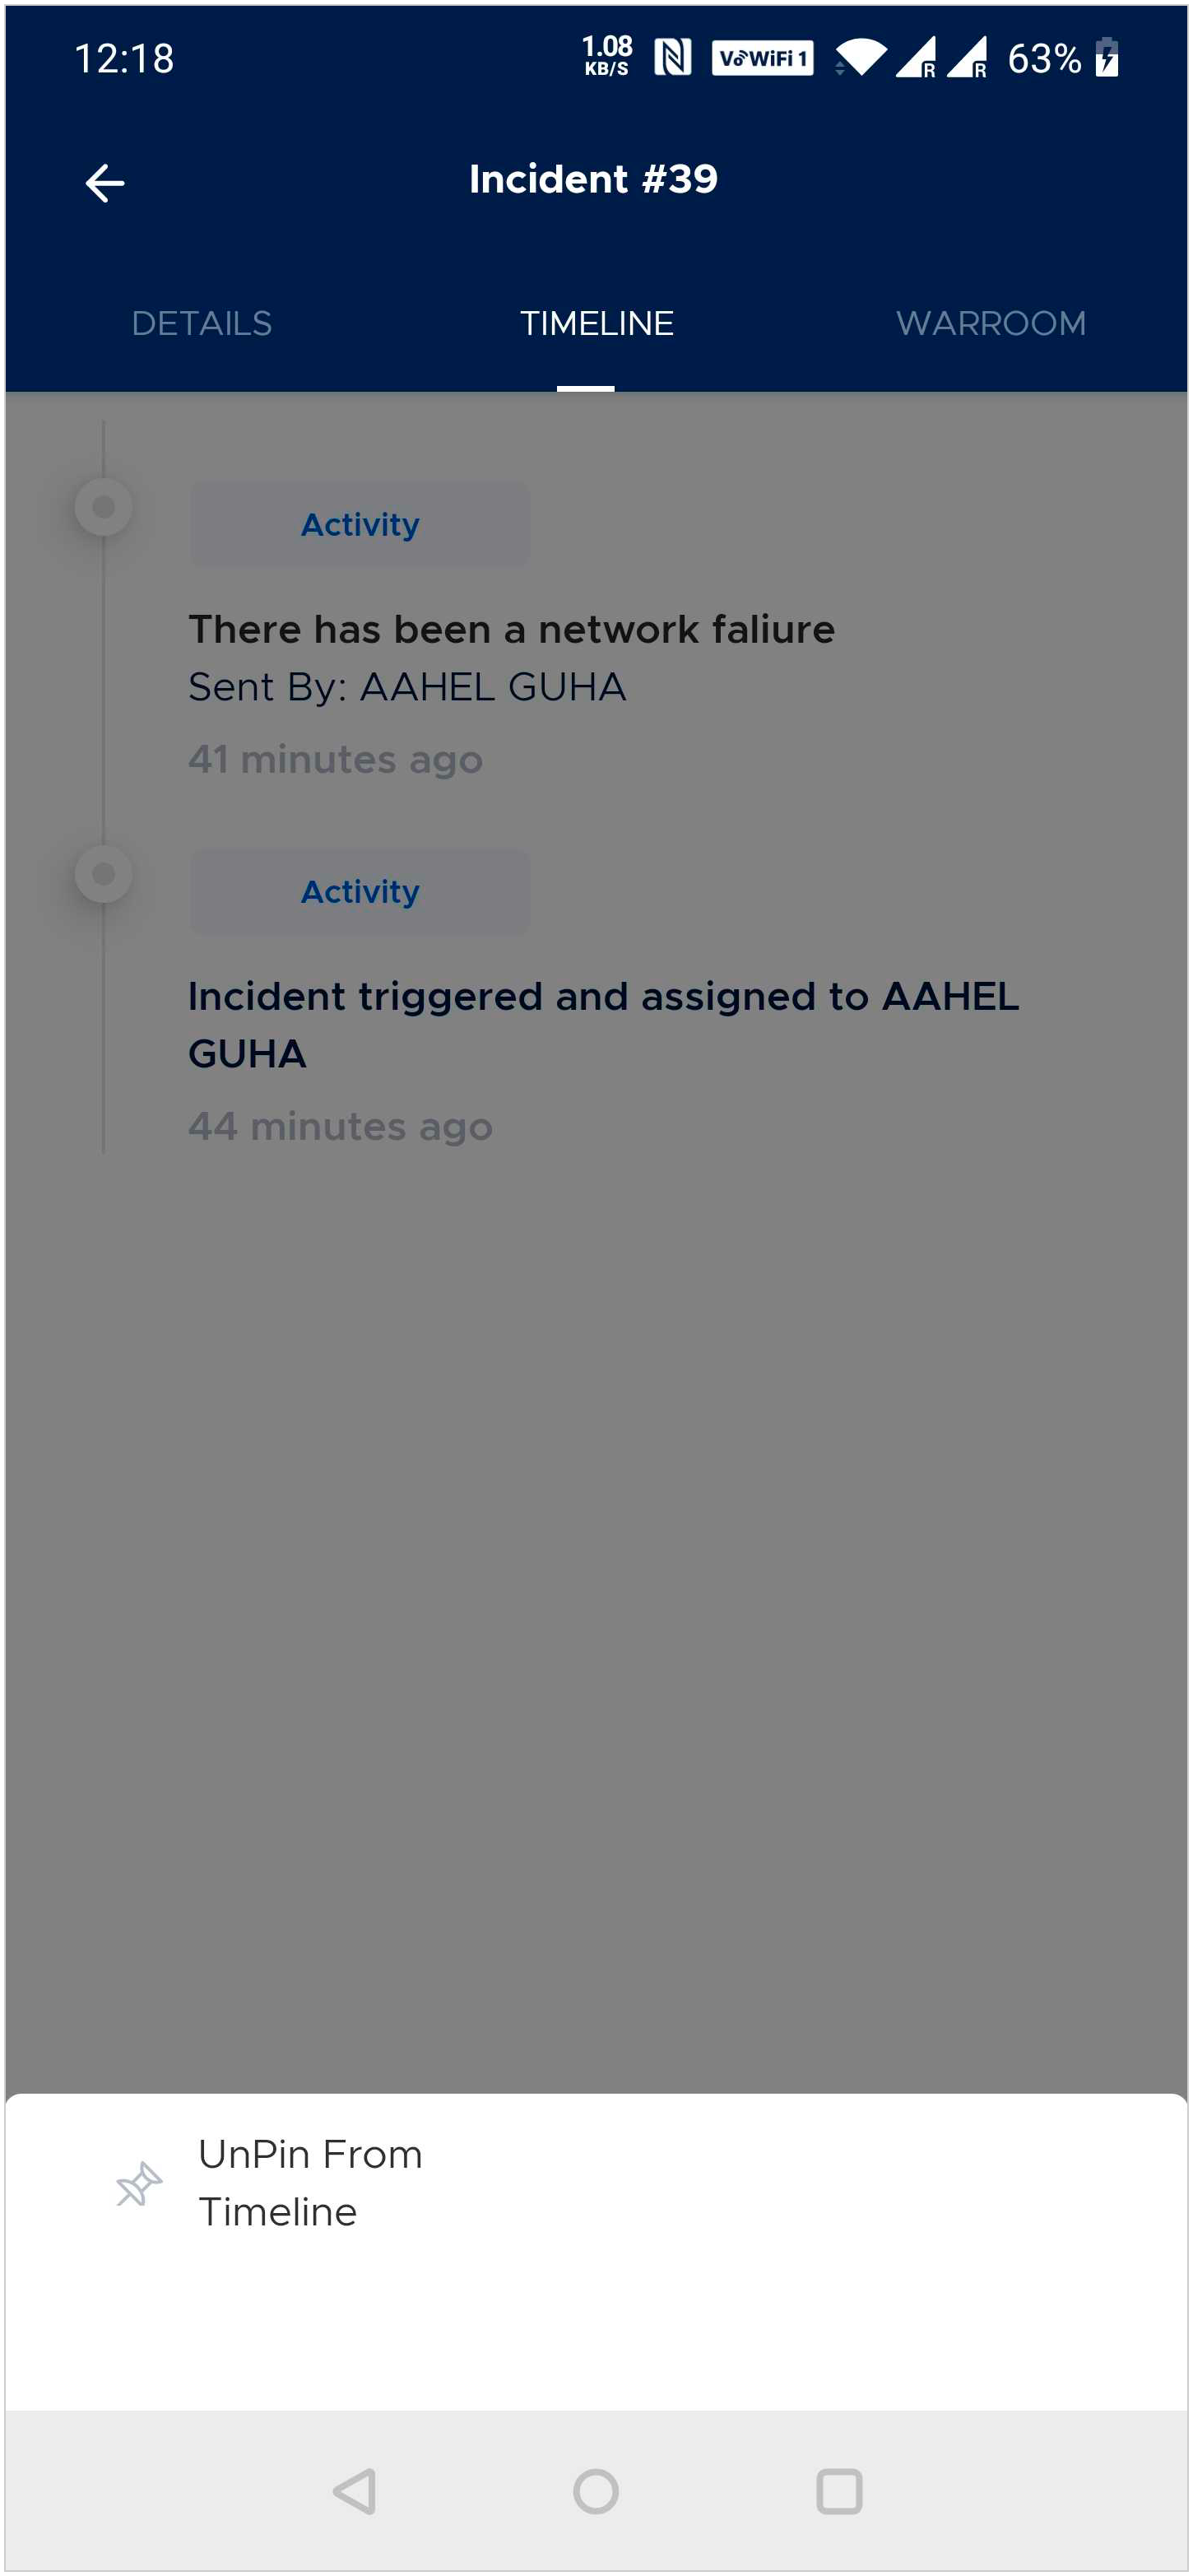 12:18
1.08
KB/S
VoWiFi 1
R
R
63%
Incident #39
DETAILS
TIMELINE
WARROOM
Activity
There has been a network faliure
Sent By: AAHEL GUHA
41 minutes ago
Activity
Incident triggered and assigned to AAHEL
GUHA
44 minutes ago
UnPin From
Timeline